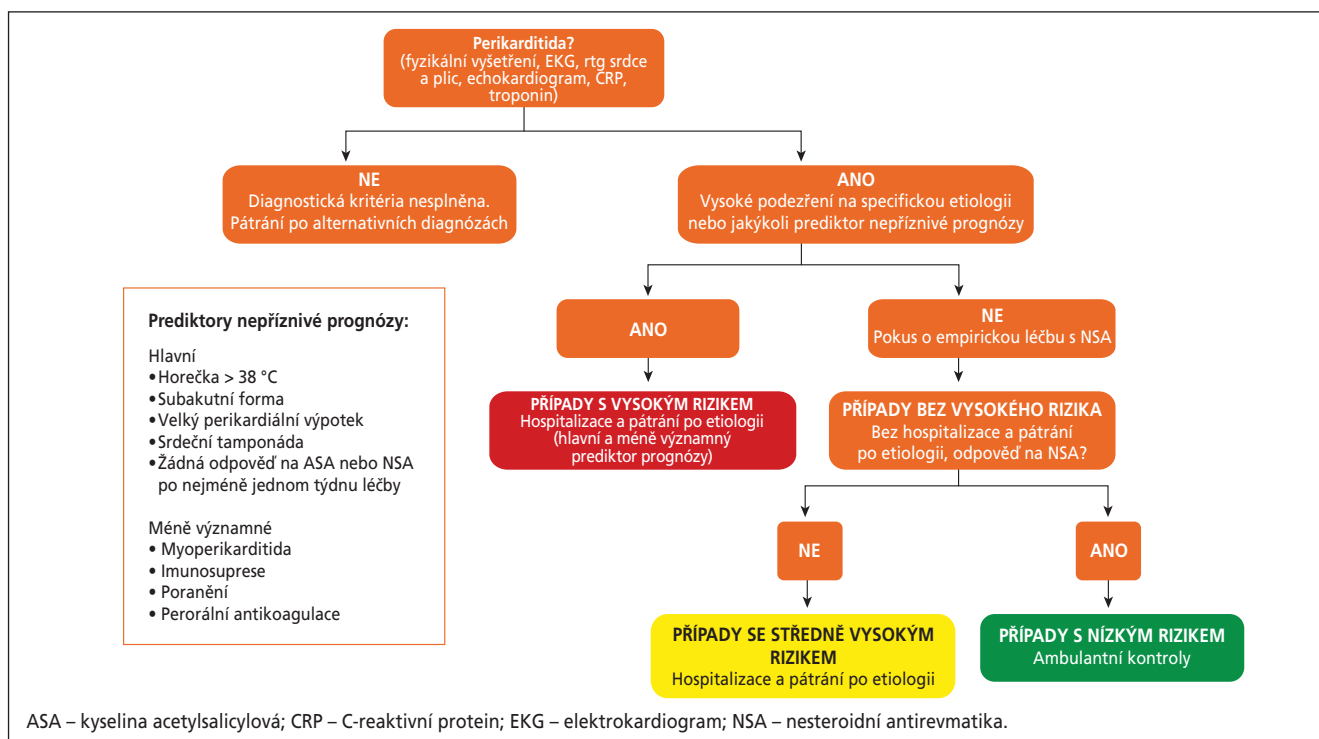 Perikarditida?
(fyzikální vyšetření, EKG, rtg srdce
a plic, echokardiogram, CRP,
troponin)
NE
Diagnostická kritéria nesplněna.
Pátrání po alternativních diagnózách
ANO
Vysoké podezření na specifickou etiologii
nebo jakýkoli prediktor nepříznivé prognózy
Prediktory nepříznivé prognózy:
Hlavní
•Horečka > 38 °C
•Subakutní forma
•Velký perikardiální výpotek
•Srdeční tamponáda
•Žádná odpověď na ASA nebo NSA
po nejméně jednom týdnu léčby
Méně významné
• Myoperikarditida
• Imunosuprese
• Poranění
• Perorální antikoagulace
ANO
NE
Pokus o empirickou léčbu s NSA
PŘÍPADY S VYSOKÝM RIZIKEM
Hospitalizace a pátrání po etiologii
(hlavní a méně významný
prediktor prognózy)
PŘÍPADY BEZ VYSOKÉHO RIZIKA
Bez hospitalizace a pátrání
po etiologii, odpověď na NSA?
NE
ANO
PŘÍPADY SE STŘEDNĚ VYSOKÝM
RIZIKEM
Hospitalizace a pátrání po etiologii
PŘÍPADY S NÍZKÝM RIZIKEM
Ambulantní kontroly
ASA – kyselina acetylsalicylová; CRP – C-reaktivní protein; EKG – elektrokardiogram; NSA – nesteroidní antirevmatika.